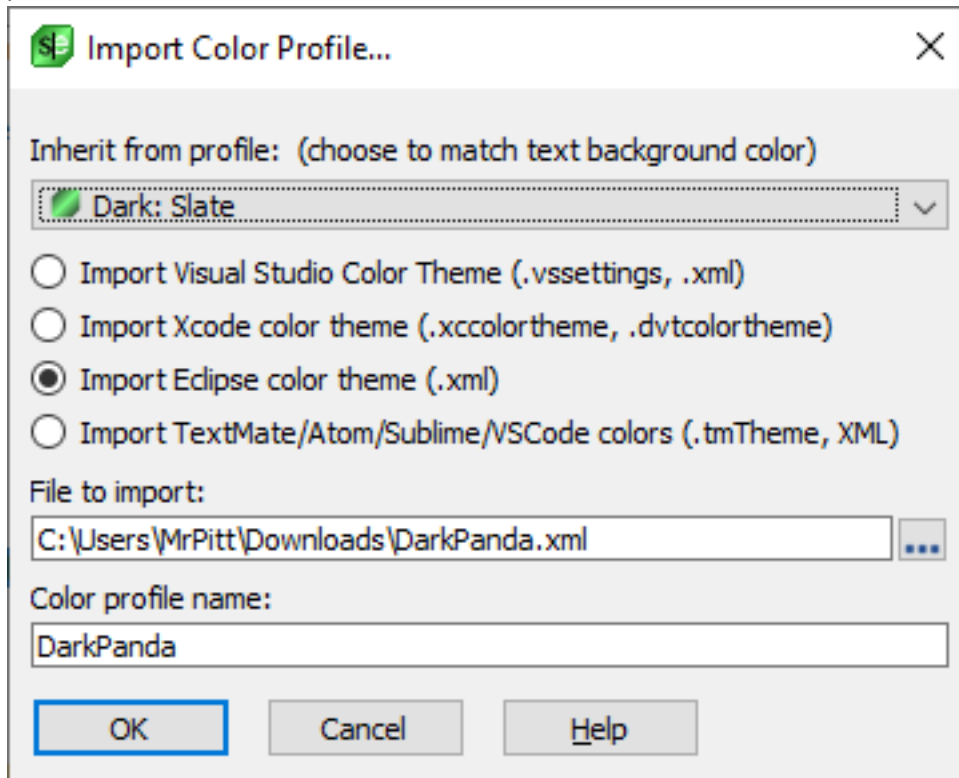 Import Color Profile...
Inherit from profile: (choose to match text background color)
Dark: Slate
Import Visual Studio Color Theme (.vssettings, .xml)
Import Xcode color theme (.xccolortheme, .dvtcolortheme)
Import Eclipse color theme (.xml)
Import TextMate/Atom/Sublime/VSCode colors (.tmTheme, XML)
File to import:
C:\Users\MrPitt\Downloads\DarkPanda.xml
...
Color profile name:
DarkPanda
OK Cancel Help